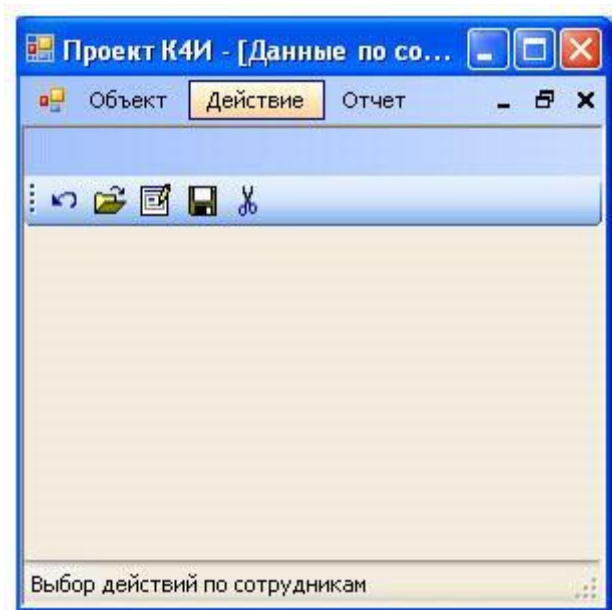 Проект К4И - [Данные по со...
Объект Действие Отчет
Выбор действий по сотрудникам